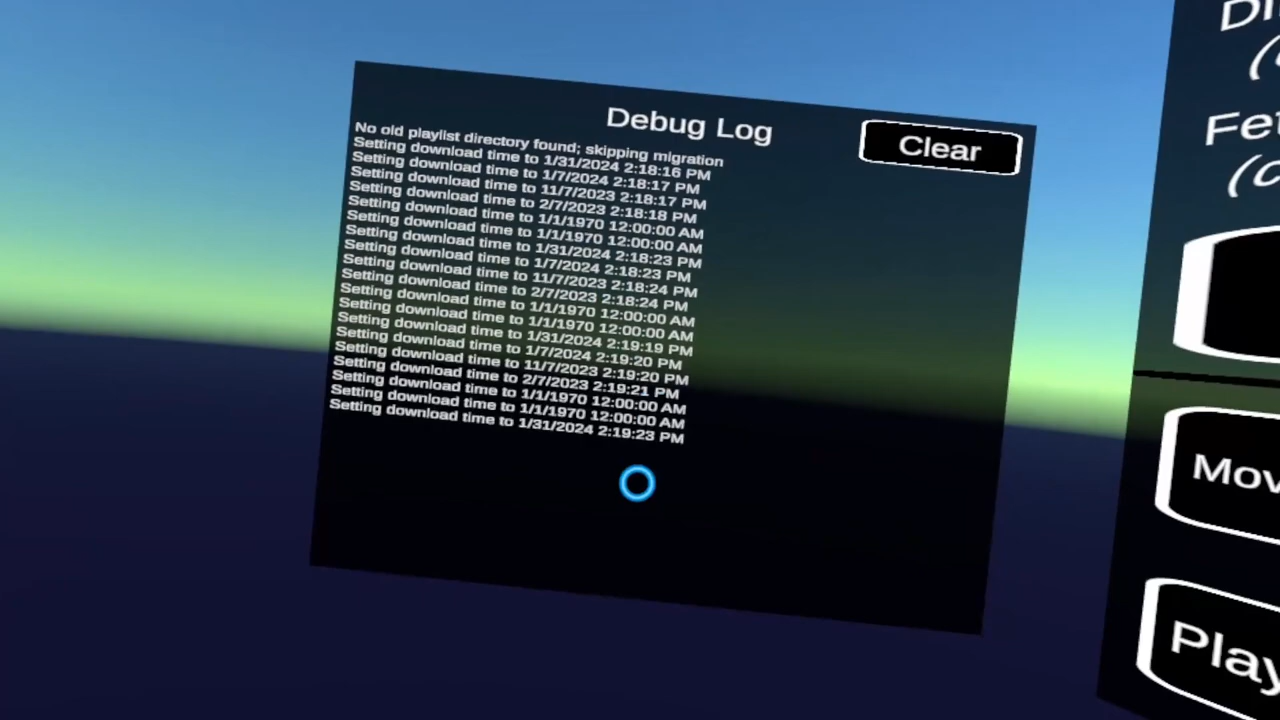 Debug Log
Clear
No old playlist directory found; skipping migration
Setting download time to 1/31/2024 2:18:16 PM
Setting download time to 1/7/2024 2:18:17 PM
Setting download time to 11/7/2023 2:18:17 PM
Setting download time to 2/7/2023 2:18:18 PM
Setting download time to 1/1/1970 12:00:00 AM
Setting download time to 1/1/1970 12:00:00 AM
Setting download time to 1/31/2024 2:18:23 PM
Setting download time to 1/7/2024 2:18:23 PM
Setting download time to 11/7/2023 2:18:24 PM
Setting download time to 2/7/2023 2:18:24 PM
Setting download time to 1/1/1970 12:00:00 AM
Setting download time to 1/1/1970 12:00:00 AM
Setting download time to 1/31/2024 2:19:19 PM
Setting download time to 1/7/2024 2:19:20 PM
Setting download time to 11/7/2023 2:19:20 PM
Setting download time to 2/7/2023 2:19:21 PM
Setting download time to 1/1/1970 12:00:00 AM
Setting download time to 1/1/1970 12:00:00 AM
Setting download time to 1/31/2024 2:19:23 PM
Mov
Play